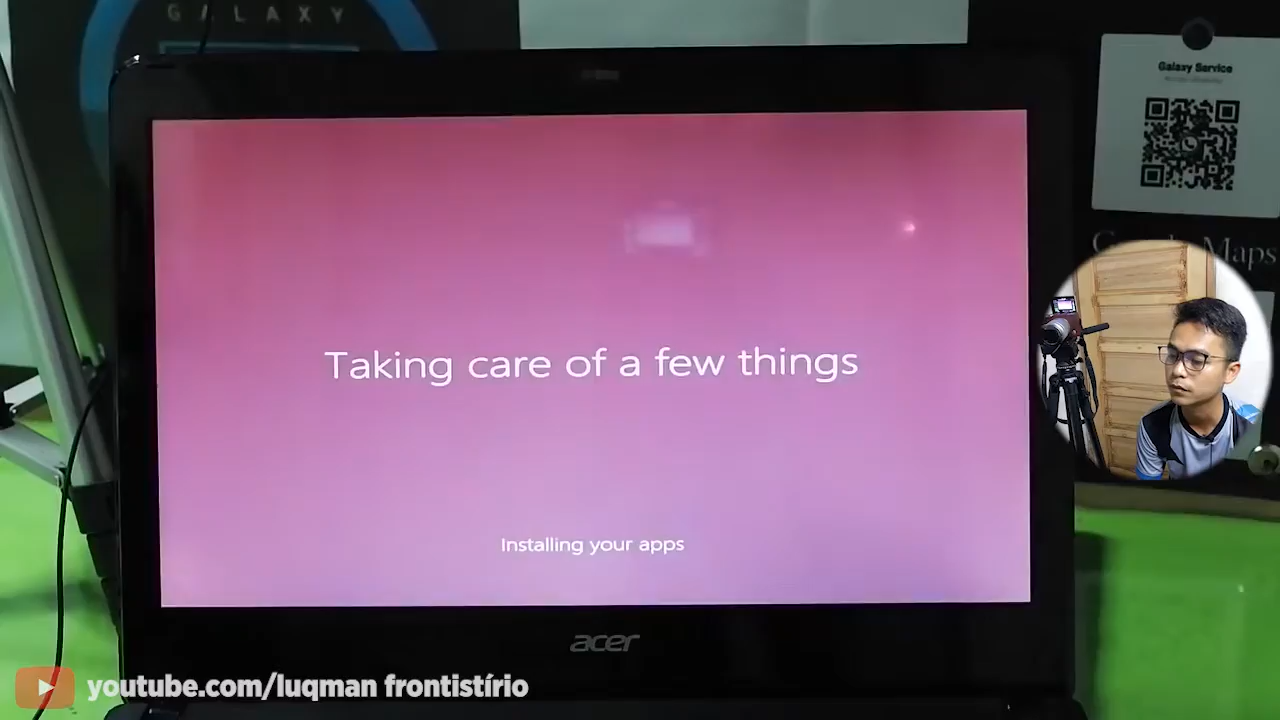 GALAXY
Galaxy Service
Taking care of a few things
Installing your apps
acer
youtube.com/luqman frontistírio